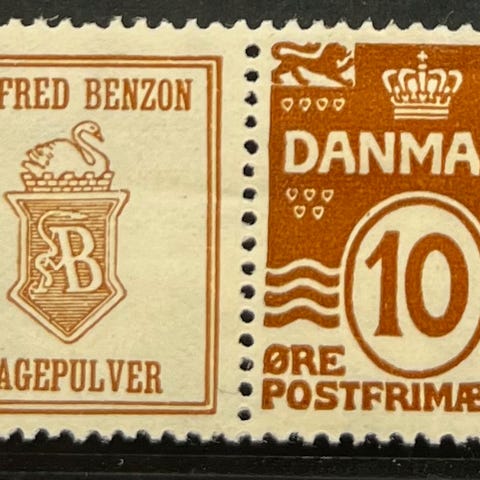 FRED BENZON
B
AGEPULVER
DANMA
10
ØRE
POSTFRIMÆ